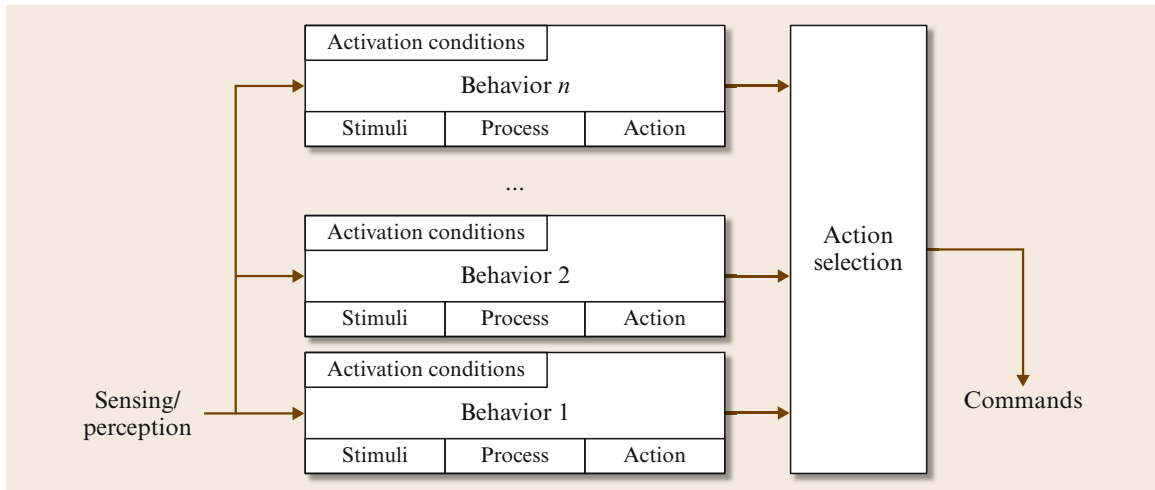 Activation conditions
Behavior n
Stimuli Process Action
...
Activation conditions
Behavior 2
Stimuli Process Action
Activation conditions
Behavior 1
Stimuli Process Action
Sensing/
perception
Action
selection
Commands